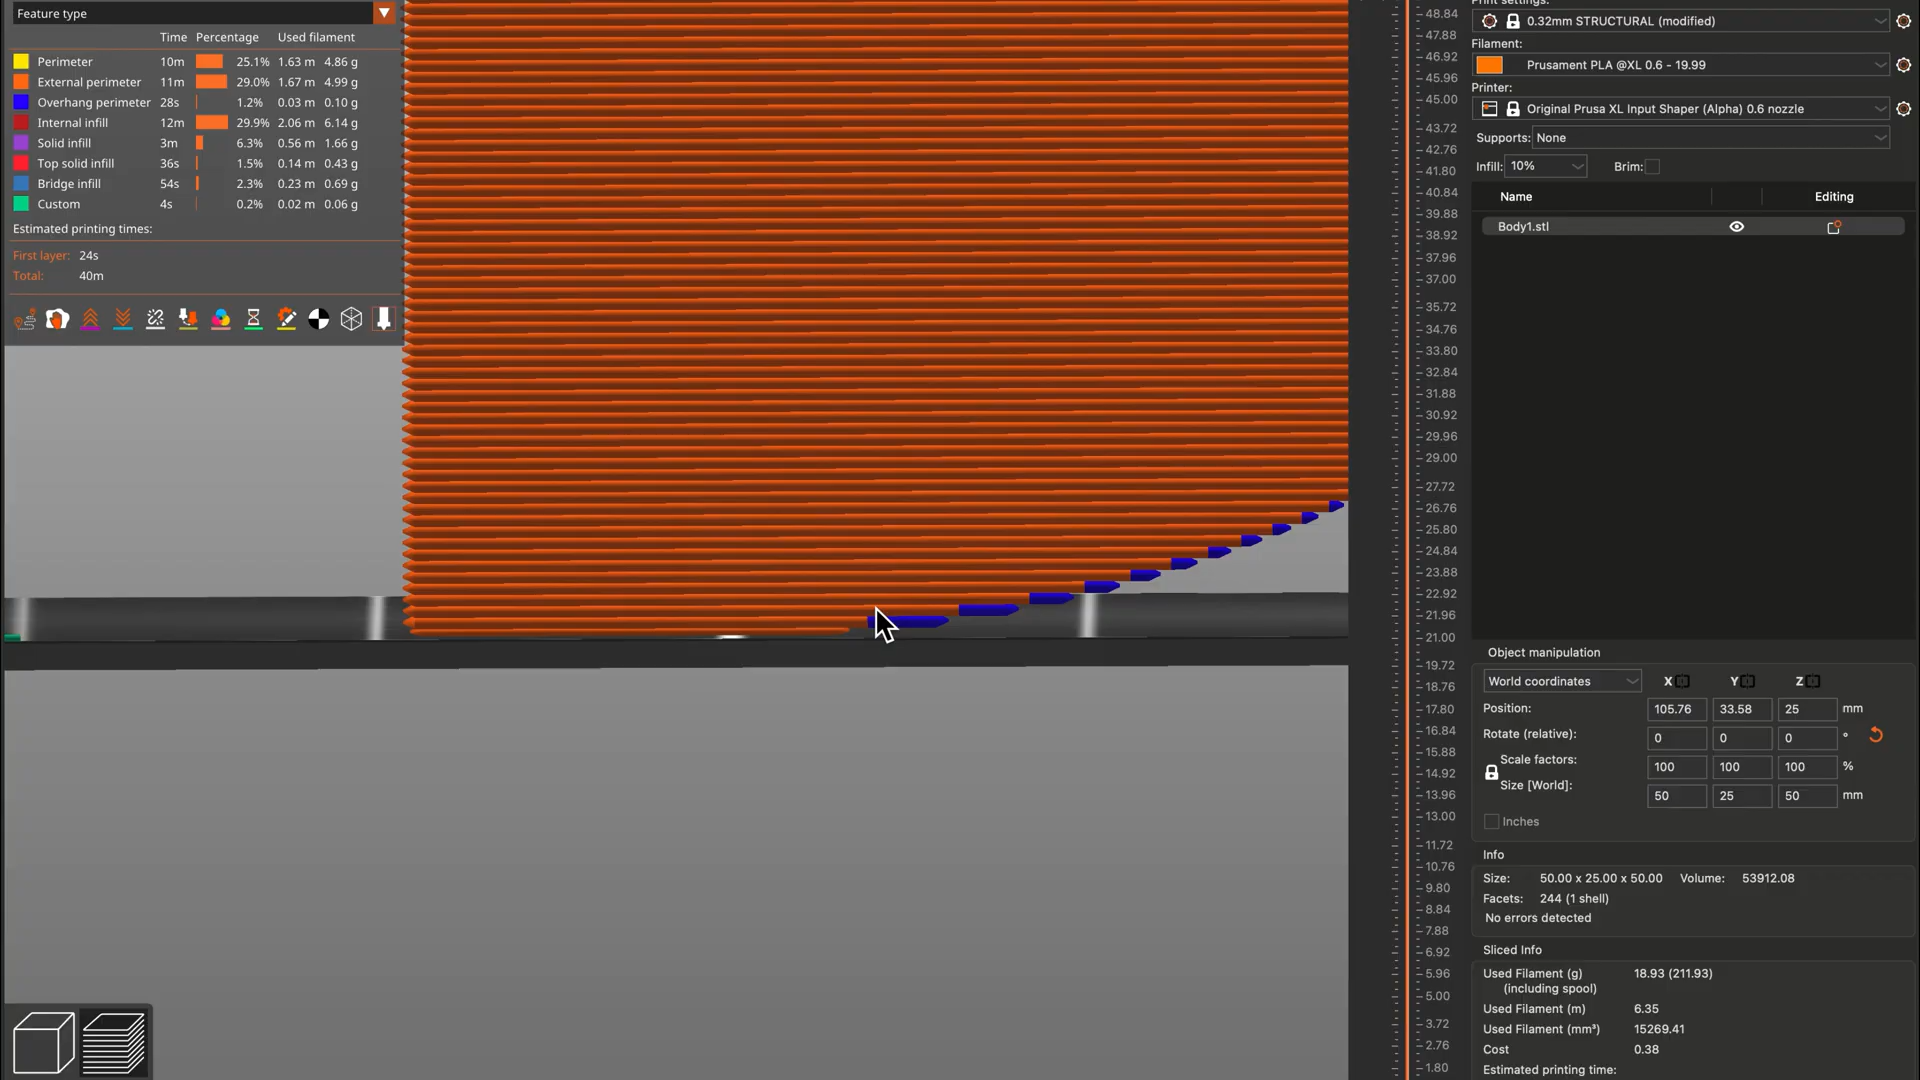 Feature type
Time Percentage Used filament
Perimeter 10m 25.1% 1.63 m 4.86 g
External perimeter 11m 29.0% 1.67 m 4.99 g
Overhang perimeter 28s 1.2% 0.03 m 0.10 g
Internal infill 12m 29.9% 2.06 m 6.14 g
Solid infill 3m 6.3% 0.56 m 1.66 g
Top solid infill 36s 1.5% 0.14 m 0.43 g
Bridge infill 54s 2.3% 0.23 m 0.69 g
Custom 4s 0.2% 0.02 m 0.06 g
Estimated printing times:
First layer: 24s
Total: 40m
48.84
47.88
46.92
45.96
45.00
43.72
42.76
41.80
40.84
39.88
38.92
37.96
37.00
35.72
34.76
33.80
32.84
31.88
30.92
29.96
29.00
27.72
26.76
25.80
24.84
23.88
22.92
21.96
21.00
19.72
18.76
17.80
16.84
15.88
14.92
13.96
13.00
11.72
10.76
9.80
8.84
7.88
6.92
5.96
5.00
3.72
2.76
1.80
Print settings:
0.32mm STRUCTURAL (modified)
Filament:
Prusament PLA @XL 0.6 - 19.99
Printer:
Original Prusa XL Input Shaper (Alpha) 0.6 nozzle
Supports: None
Infill: 10% Brim:
Name Editing
Body1.stl
Object manipulation
World coordinates X Y Z
Position: 105.76 33.58 25 mm
Rotate (relative): 0 0 0 °
Scale factors: 100 100 100 %
Size [World]: 50 25 50 mm
Inches
Info
Size: 50.00 x 25.00 x 50.00 Volume: 53912.08
Facets: 244 (1 shell)
No errors detected
Sliced Info
Used Filament (g) 18.93 (211.93)
(including spool)
Used Filament (m) 6.35
Used Filament (mm³) 15269.41
Cost 0.38
Estimated printing time: